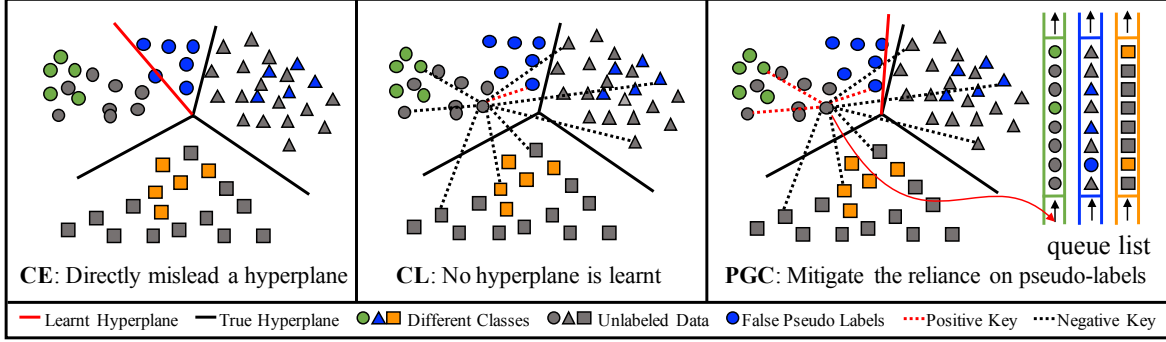 queue list
CE: Directly mislead a hyperplane
CL: No hyperplane is learnt
PGC: Mitigate the reliance on pseudo-labels
Learnt Hyperplane
True Hyperplane
Different Classes
Unlabeled Data
False Pseudo Labels
Positive Key
Negative Key